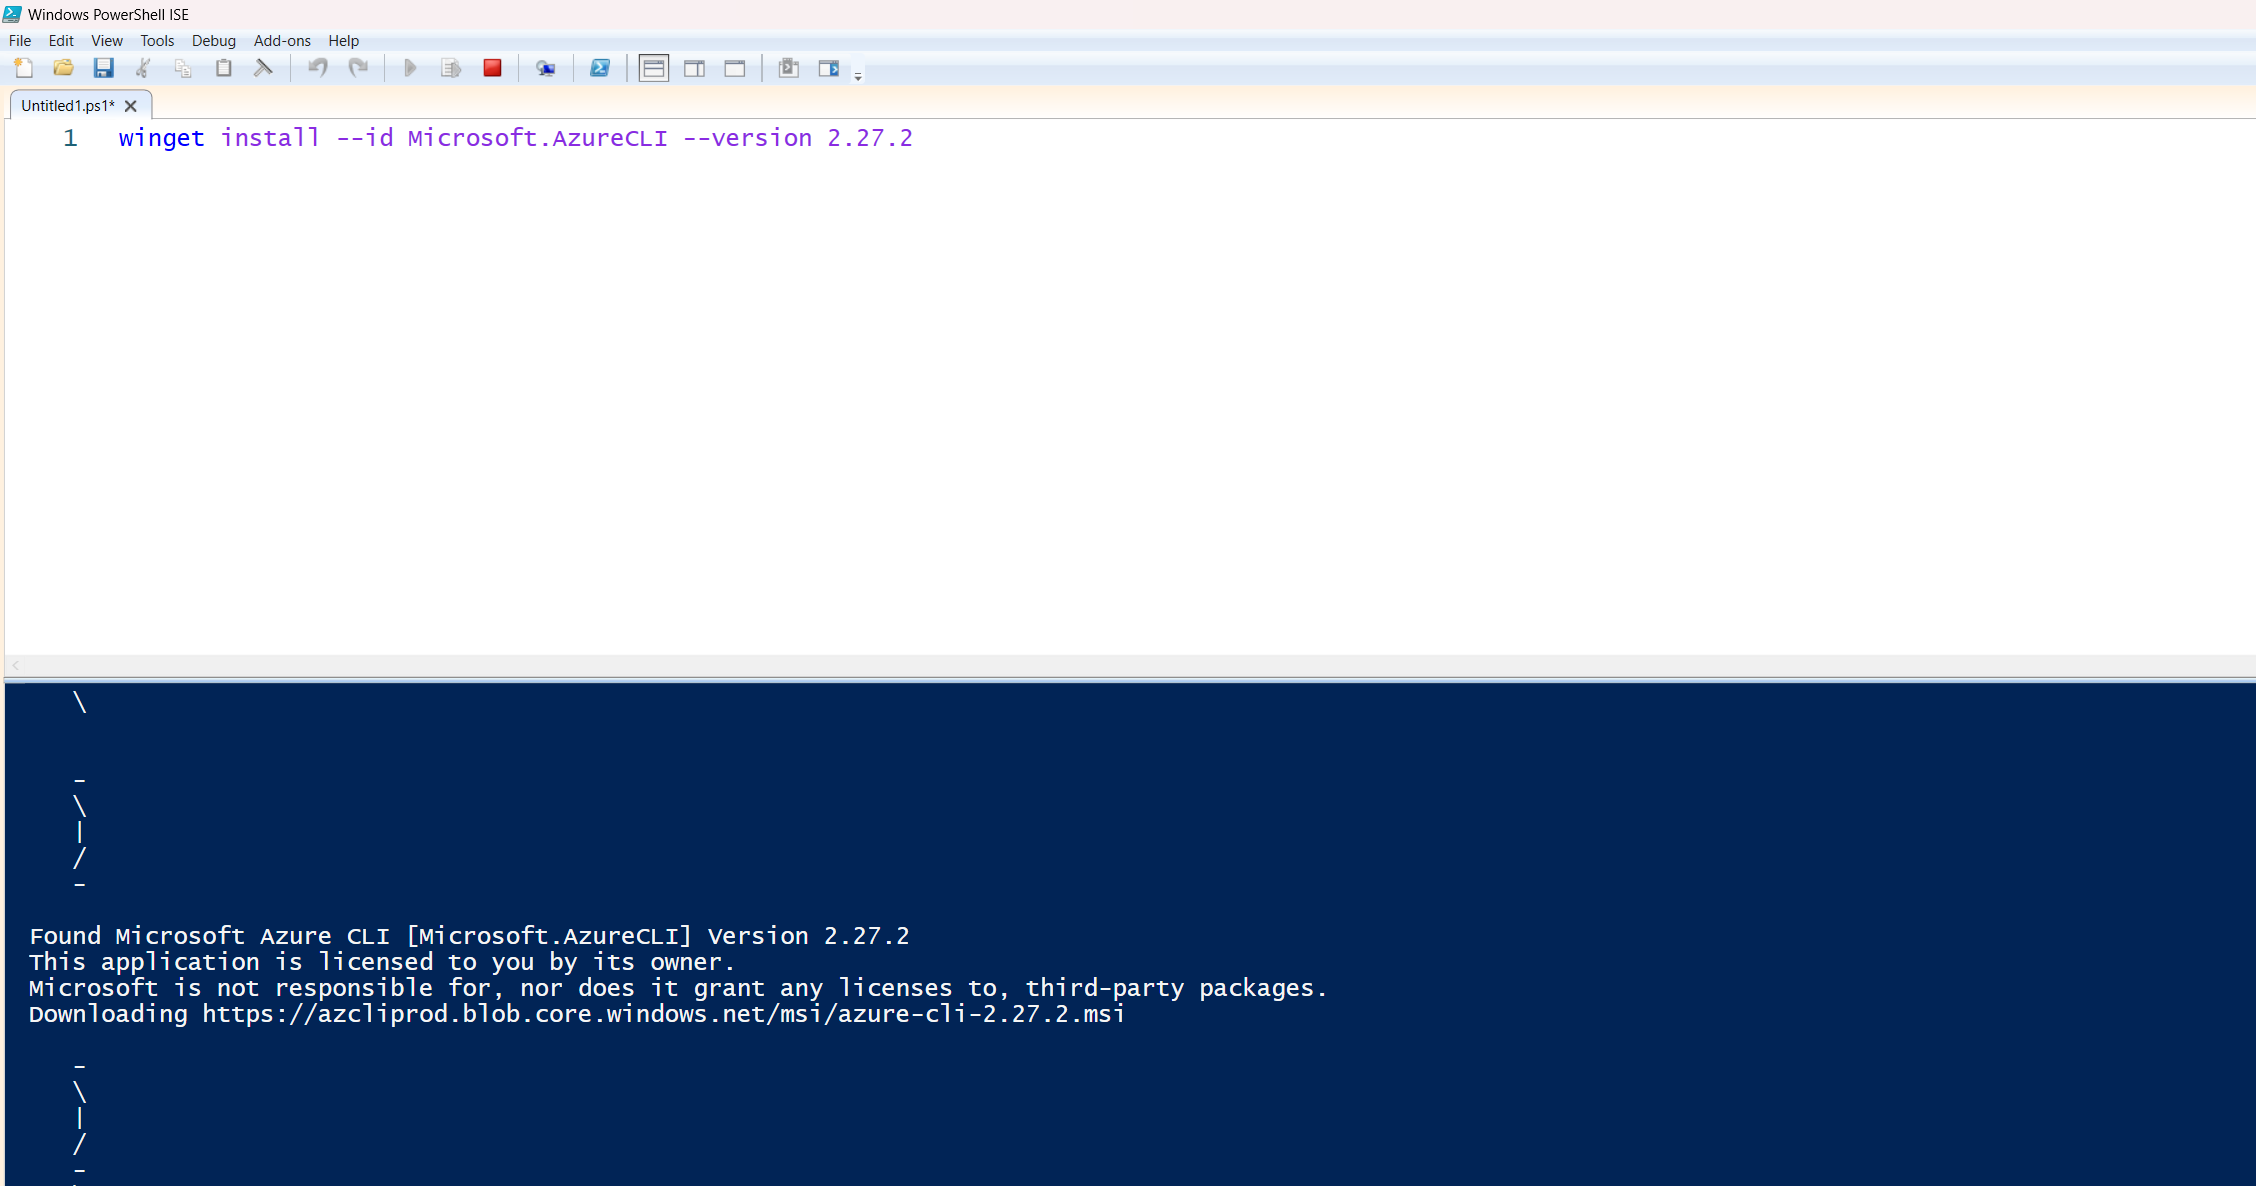 Windows PowerShell ISE
File Edit View Tools Debug Add-ons Help
Untitled1.ps1*
1 winget install --id Microsoft.AzureCLI --version 2.27.2
\
-
\
|
/
-
Found Microsoft Azure CLI [Microsoft.AzureCLI] Version 2.27.2
This application is licensed to you by its owner.
Microsoft is not responsible for, nor does it grant any licenses to, third-party packages.
Downloading https://azcliprod.blob.core.windows.net/msi/azure-cli-2.27.2.msi
-
\
|
/
-